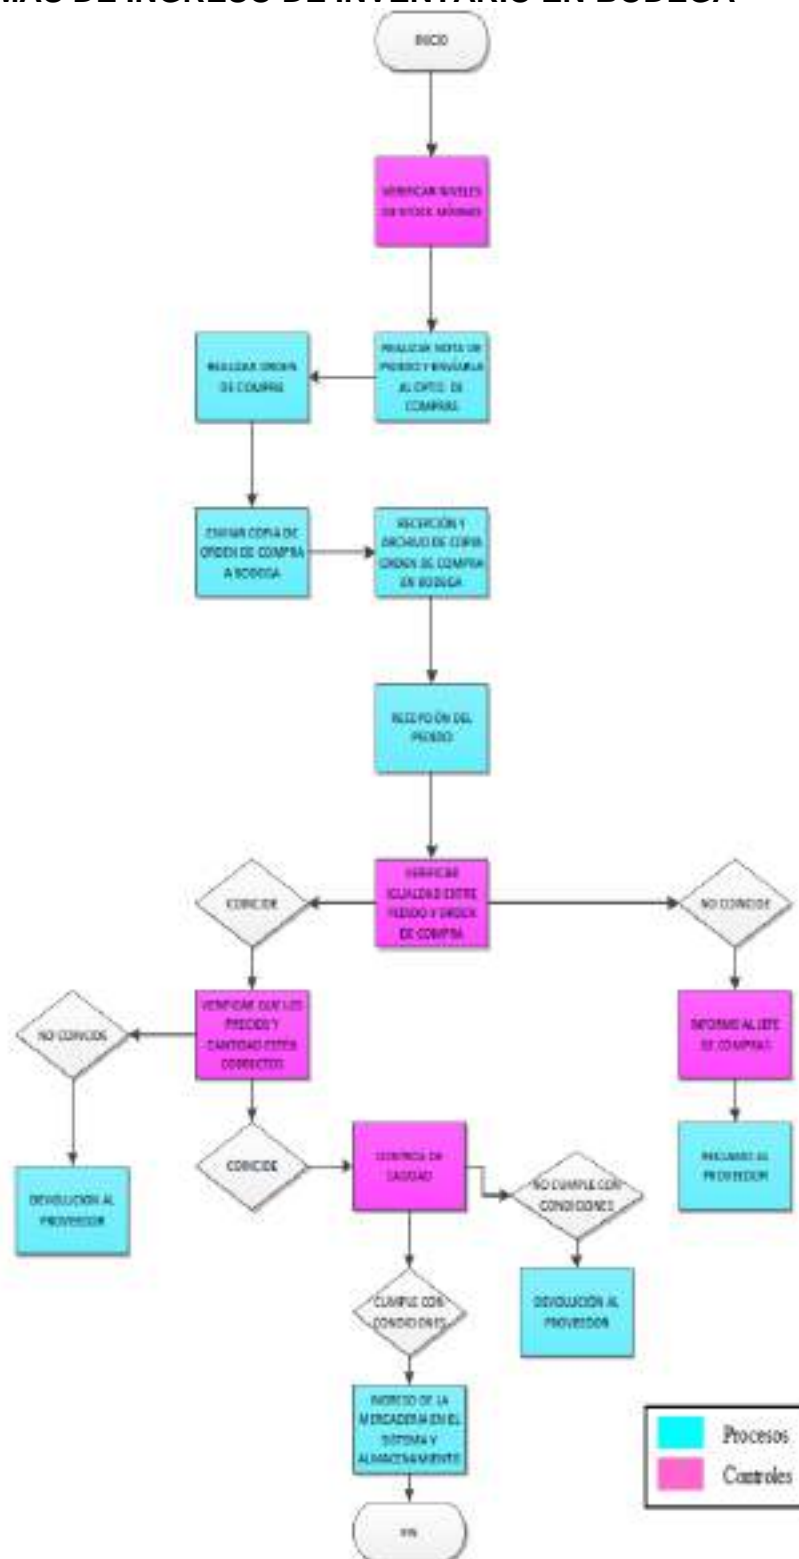 DE INGRESO DE INVENTARIO EN BODEGA
INICIO
VERIFICAR NIVELES
DE STOCK MÍNIMOS
REALIZAR NOTA DE
PEDIDO Y ENVIARLA
AL DPTO. DE
COMPRAS
REALIZAR ORDEN
DE COMPRA
ENVIAR COPIA DE
ORDEN DE COMPRA
A BODEGA
RECEPCIÓN Y
ARCHIVO DE COPIA
ORDEN DE COMPRA
EN BODEGA
RECEPCIÓN DEL
PEDIDO
VERIFICAR
IGUALDAD ENTRE
PEDIDO Y ORDEN
DE COMPRA
COINCIDE
NO COINCIDE
VERIFICAR QUE LOS
PRECIOS Y
CANTIDAD ESTEN
CORRECTOS
NO COINCIDE
INFORME AL JEFE
DE COMPRAS
COINCIDE
CONTROL DE
CALIDAD
NO CUMPLE CON
CONDICIONES
RECLAMO AL
PROVEEDOR
DEVOLUCIÓN AL
PROVEEDOR
CUMPLE CON
CONDICIONES
DEVOLUCIÓN AL
PROVEEDOR
INGRESO DE LA
MERCADERIA EN EL
SISTEMA Y
ALMACENAMIENTO
FIN
Procesos
Controles